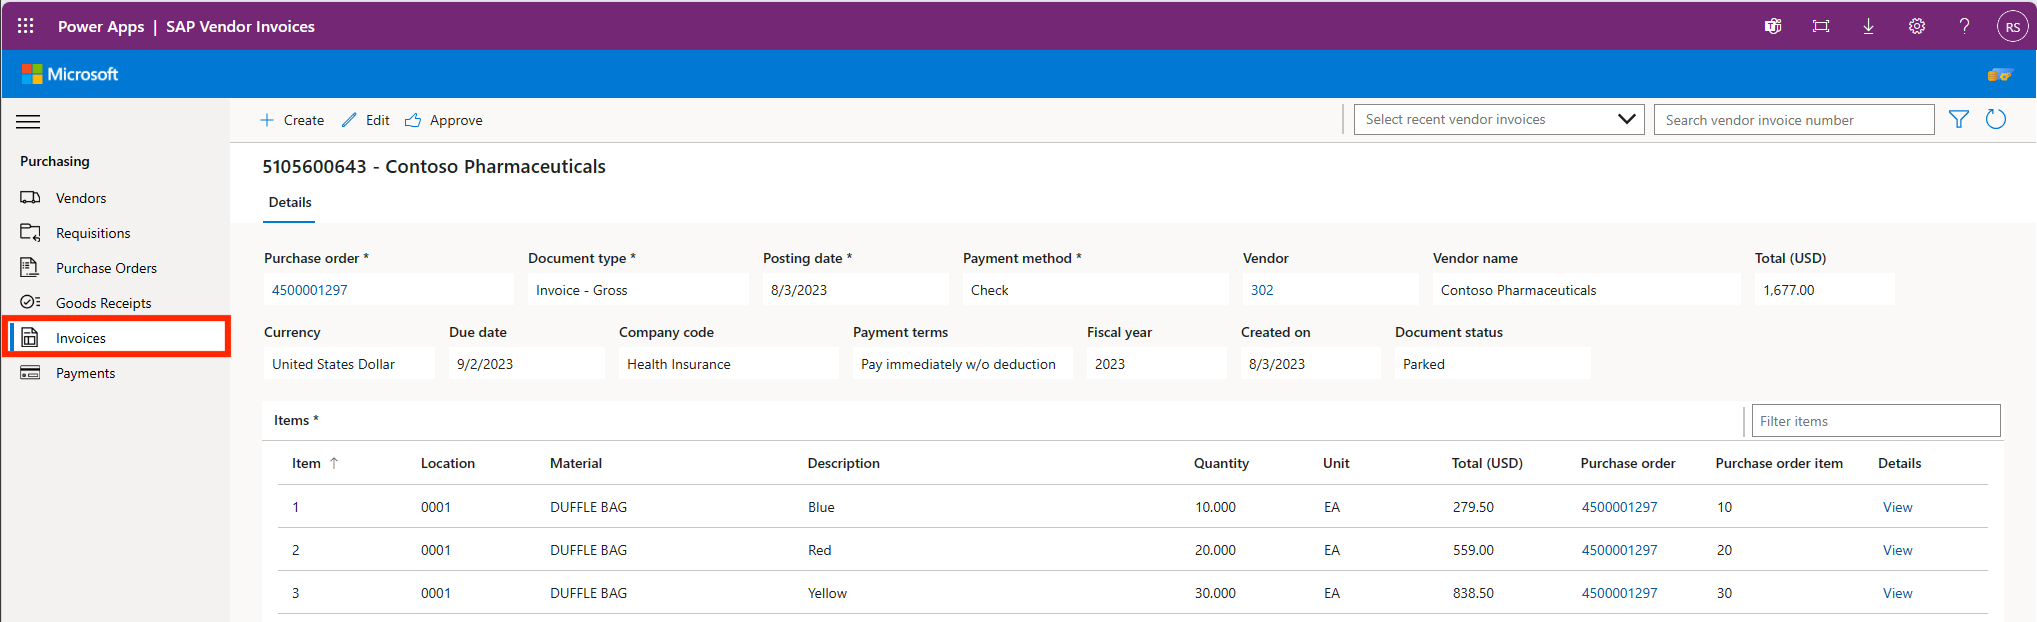 Power Apps | SAP Vendor Invoices
RS
Microsoft
Create Edit Approve
Select recent vendor invoices
Search vendor invoice number
Purchasing
Vendors
Requisitions
Purchase Orders
Goods Receipts
Invoices
Payments
5105600643 - Contoso Pharmaceuticals
Details
Purchase order * Document type * Posting date * Payment method * Vendor Vendor name Total (USD)
4500001297 Invoice - Gross 8/3/2023 Check 302 Contoso Pharmaceuticals 1,677.00
Currency Due date Company code Payment terms Fiscal year Created on Document status
United States Dollar 9/2/2023 Health Insurance Pay immediately w/o deduction 2023 8/3/2023 Parked
Items *
Filter items
Item ↑ Location Material Description Quantity Unit Total (USD) Purchase order Purchase order item Details
1 0001 DUFFLE BAG Blue 10.000 EA 279.50 4500001297 10 View
2 0001 DUFFLE BAG Red 20.000 EA 559.00 4500001297 20 View
3 0001 DUFFLE BAG Yellow 30.000 EA 838.50 4500001297 30 View